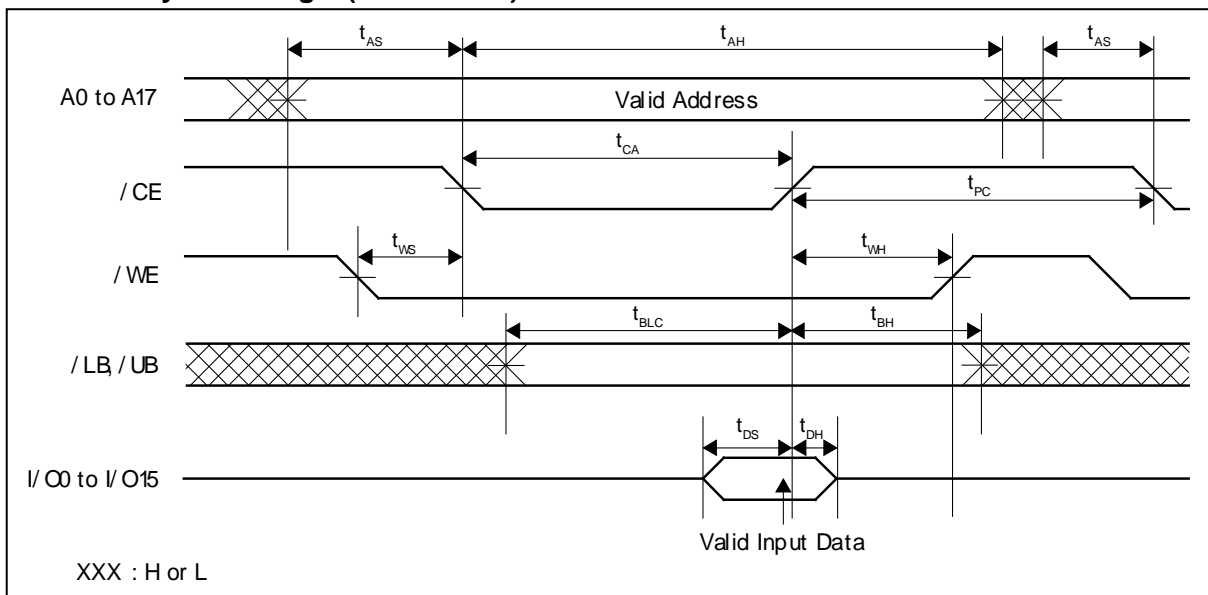 t_AS t_AH t_AS
A0 to A17 Valid Address
t_CA
/CE
t_PC
t_WS t_WH
/WE
t_BLC t_BH
/LB, /UB
t_DS t_DH
I/O0 to I/O15
Valid Input Data
XXX : H or L